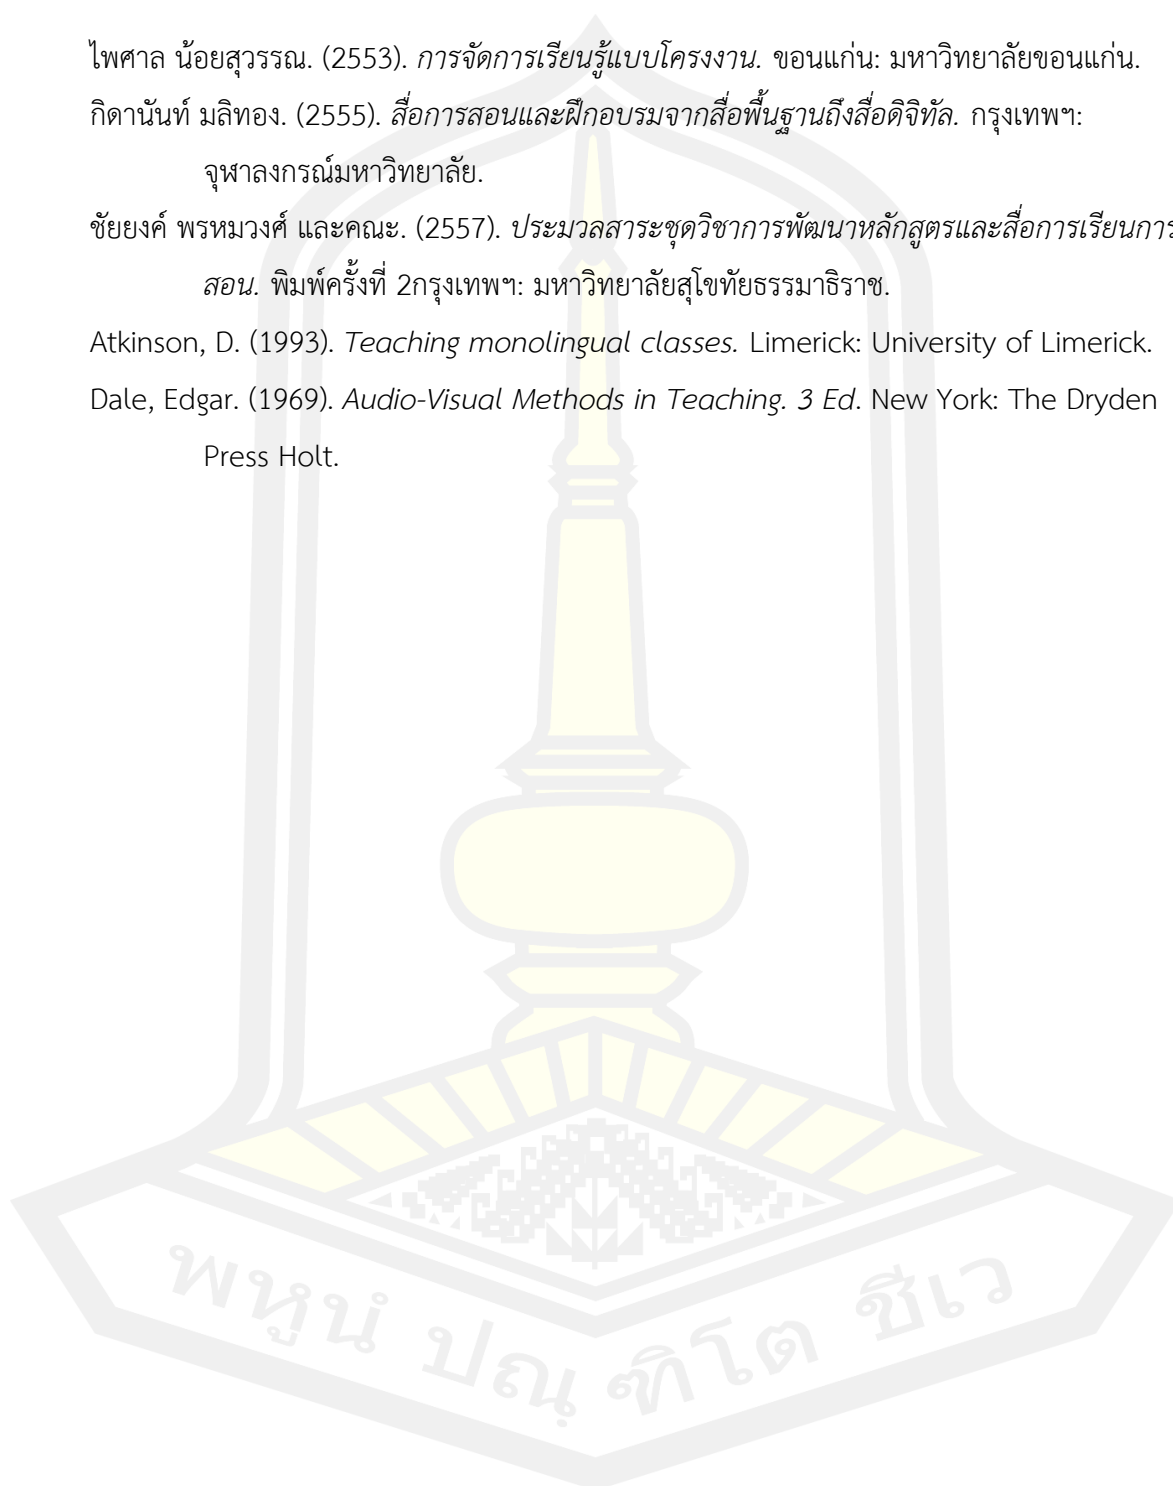 ไพศาล น้อยสุวรรณ. (2553). การจัดการเรียนรู้แบบโครงงาน. ขอนแก่น: มหาวิทยาลัยขอนแก่น.
กิดานันท์ มลิทอง. (2555). สื่อการสอนและฝึกอบรมจากสื่อพื้นฐานถึงสื่อดิจิทัล. กรุงเทพฯ:
จุฬาลงกรณ์มหาวิทยาลัย.
ชัยยงค์ พรหมวงศ์ และคณะ. (2557). ประมวลสาระชุดวิชาการพัฒนาหลักสูตรและสื่อการเรียนการ
สอน. พิมพ์ครั้งที่ 2กรุงเทพฯ: มหาวิทยาลัยสุโขทัยธรรมาธิราช.
Atkinson, D. (1993). Teaching monolingual classes. Limerick: University of Limerick.
Dale, Edgar. (1969). Audio-Visual Methods in Teaching. 3 Ed. New York: The Dryden
Press Holt.
พหูนํ ปณฺฑิโต ชีเว